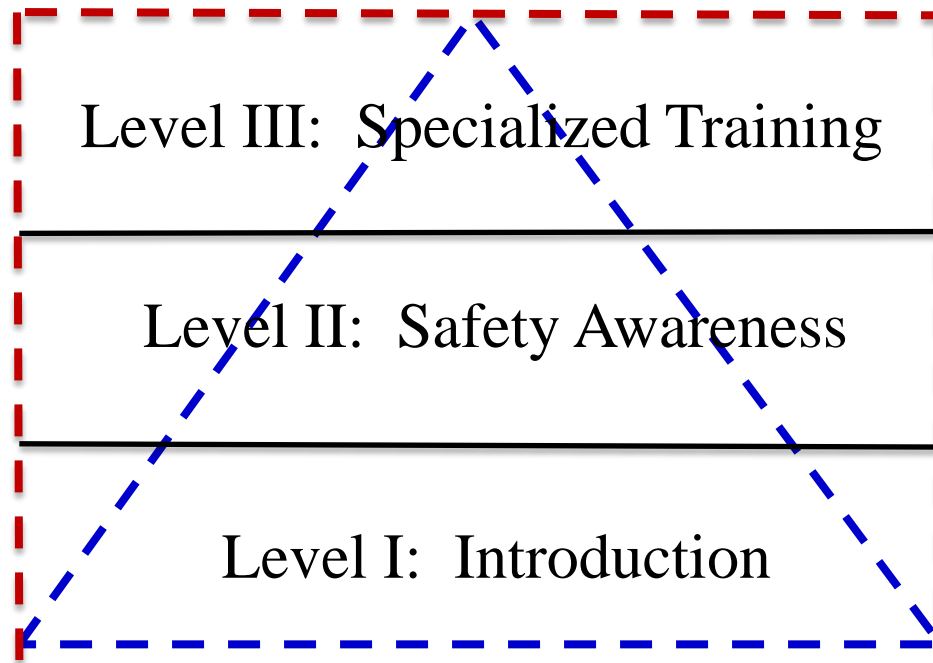 Level III:  Specialized Training
Level II:  Safety Awareness
Level I:  Introduction